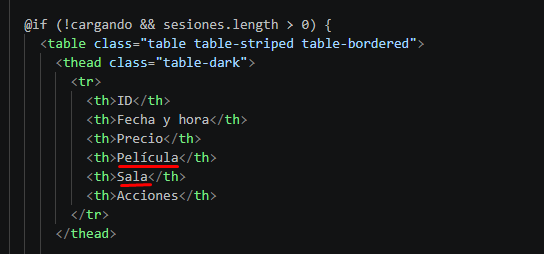 @if (!cargando && sesiones.length > 0) {
<table class="table table-striped table-bordered">
<thead class="table-dark">
<tr>
<th>ID</th>
<th>Fecha y hora</th>
<th>Precio</th>
<th>Película</th>
<th>Sala</th>
<th>Acciones</th>
</tr>
</thead>